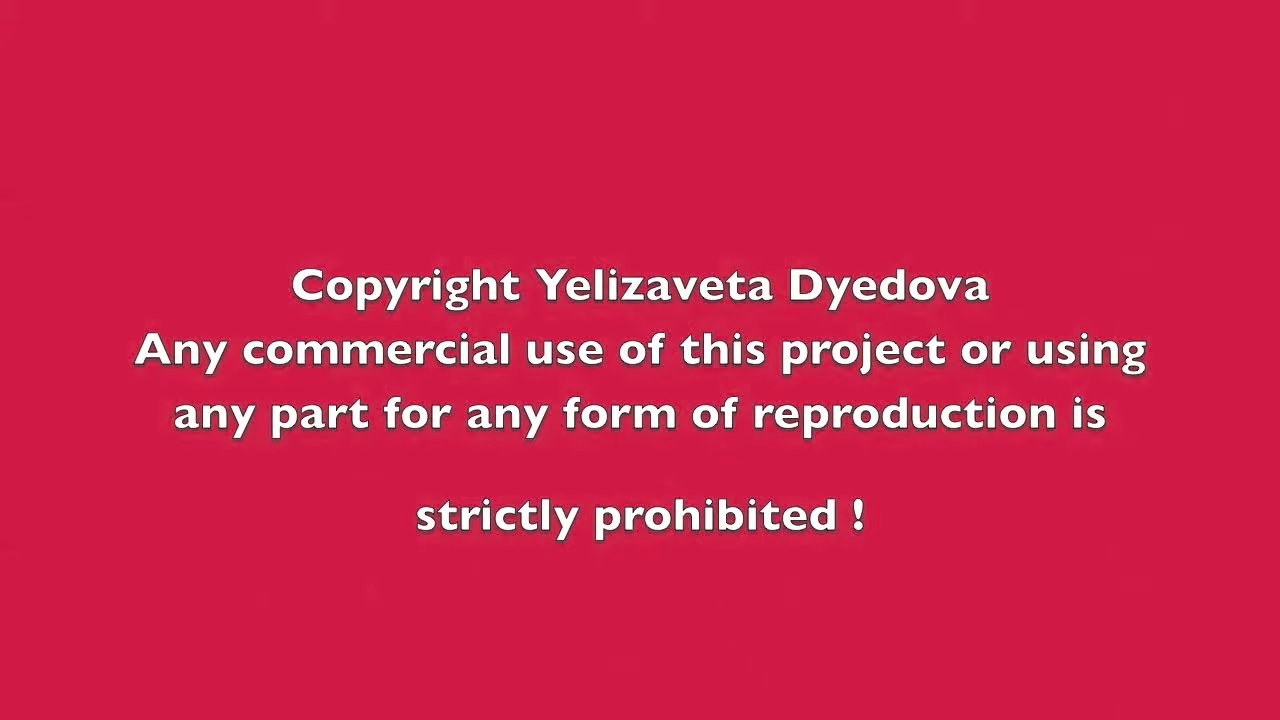 Copyright Yelizaveta Dyedova
Any commercial use of this project or using
any part for any form of reproduction is
strictly prohibited !